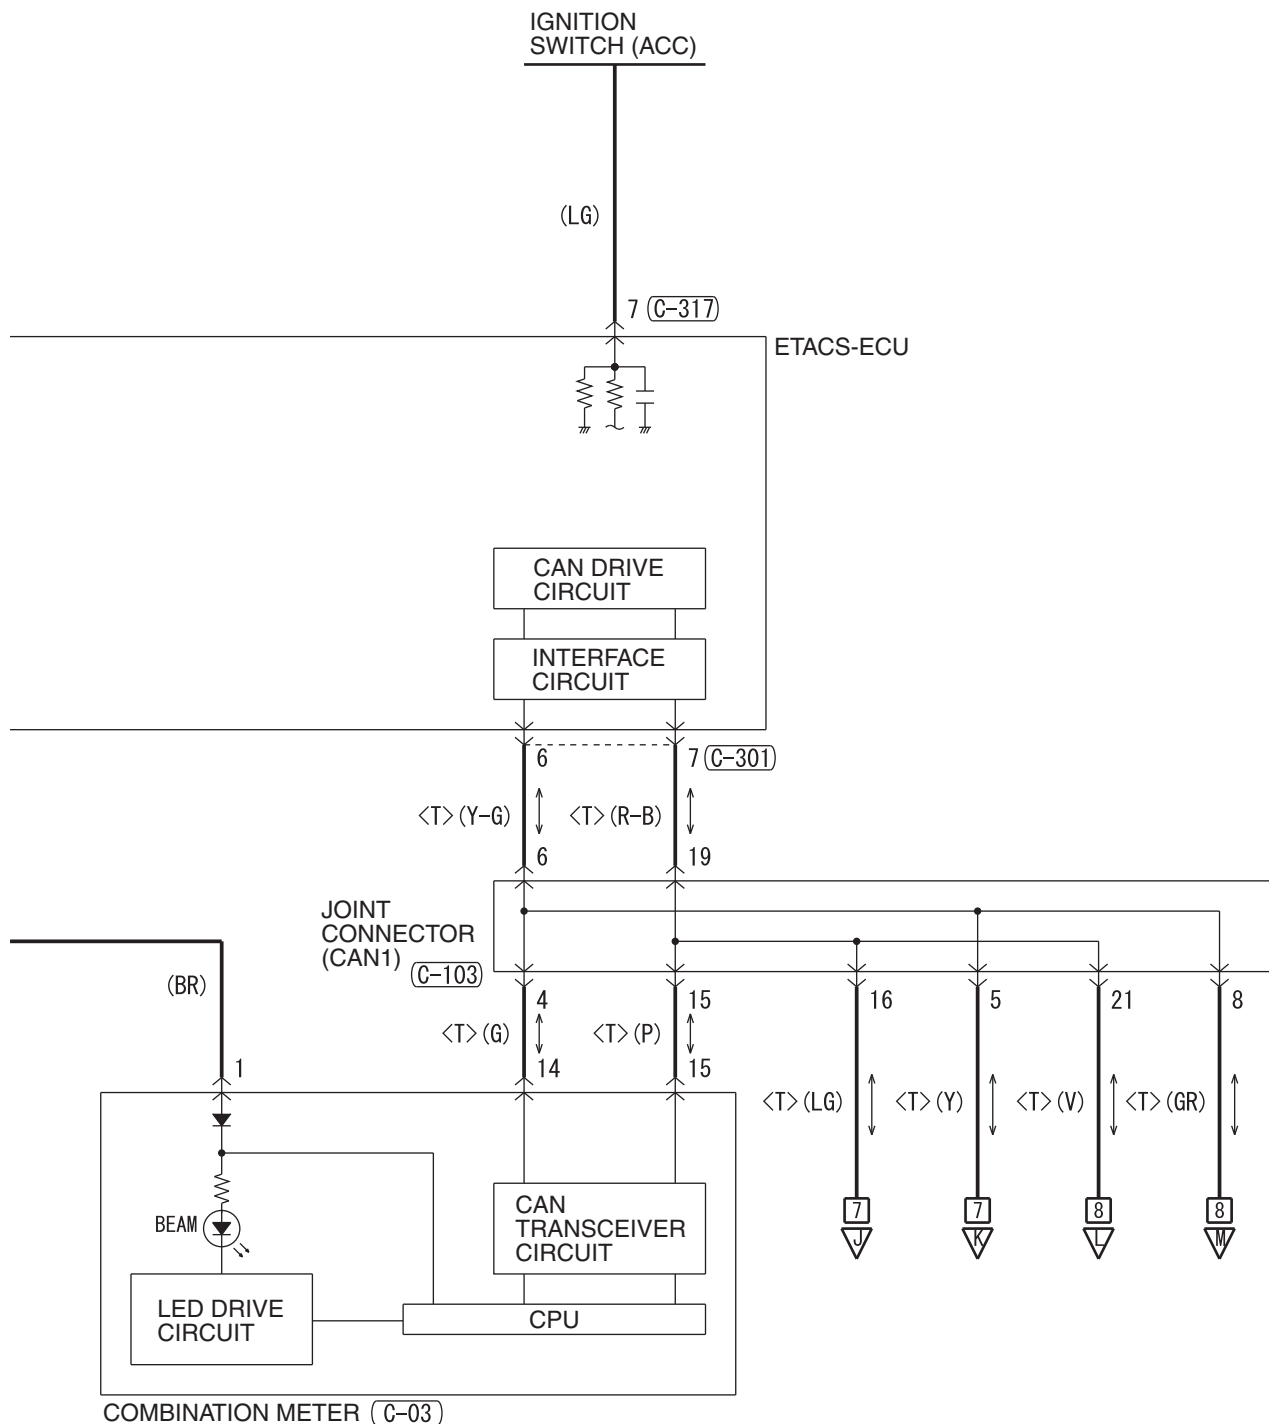 IGNITION
SWITCH (ACC)
(LG)
7 C-317
ETACS-ECU
CAN DRIVE
CIRCUIT
INTERFACE
CIRCUIT
6 7 C-301
<T>(Y-G) <T>(R-B)
6 19
JOINT
CONNECTOR
(CAN1)
C-103
(BR)
4 15 16 5 21 8
<T>(G) <T>(P)
1 14 15
<T>(LG) <T>(Y) <T>(V) <T>(GR)
CAN
TRANSCEIVER
CIRCUIT
7 7 8 8
J K L M
BEAM
LED DRIVE
CIRCUIT
CPU
COMBINATION METER C-03